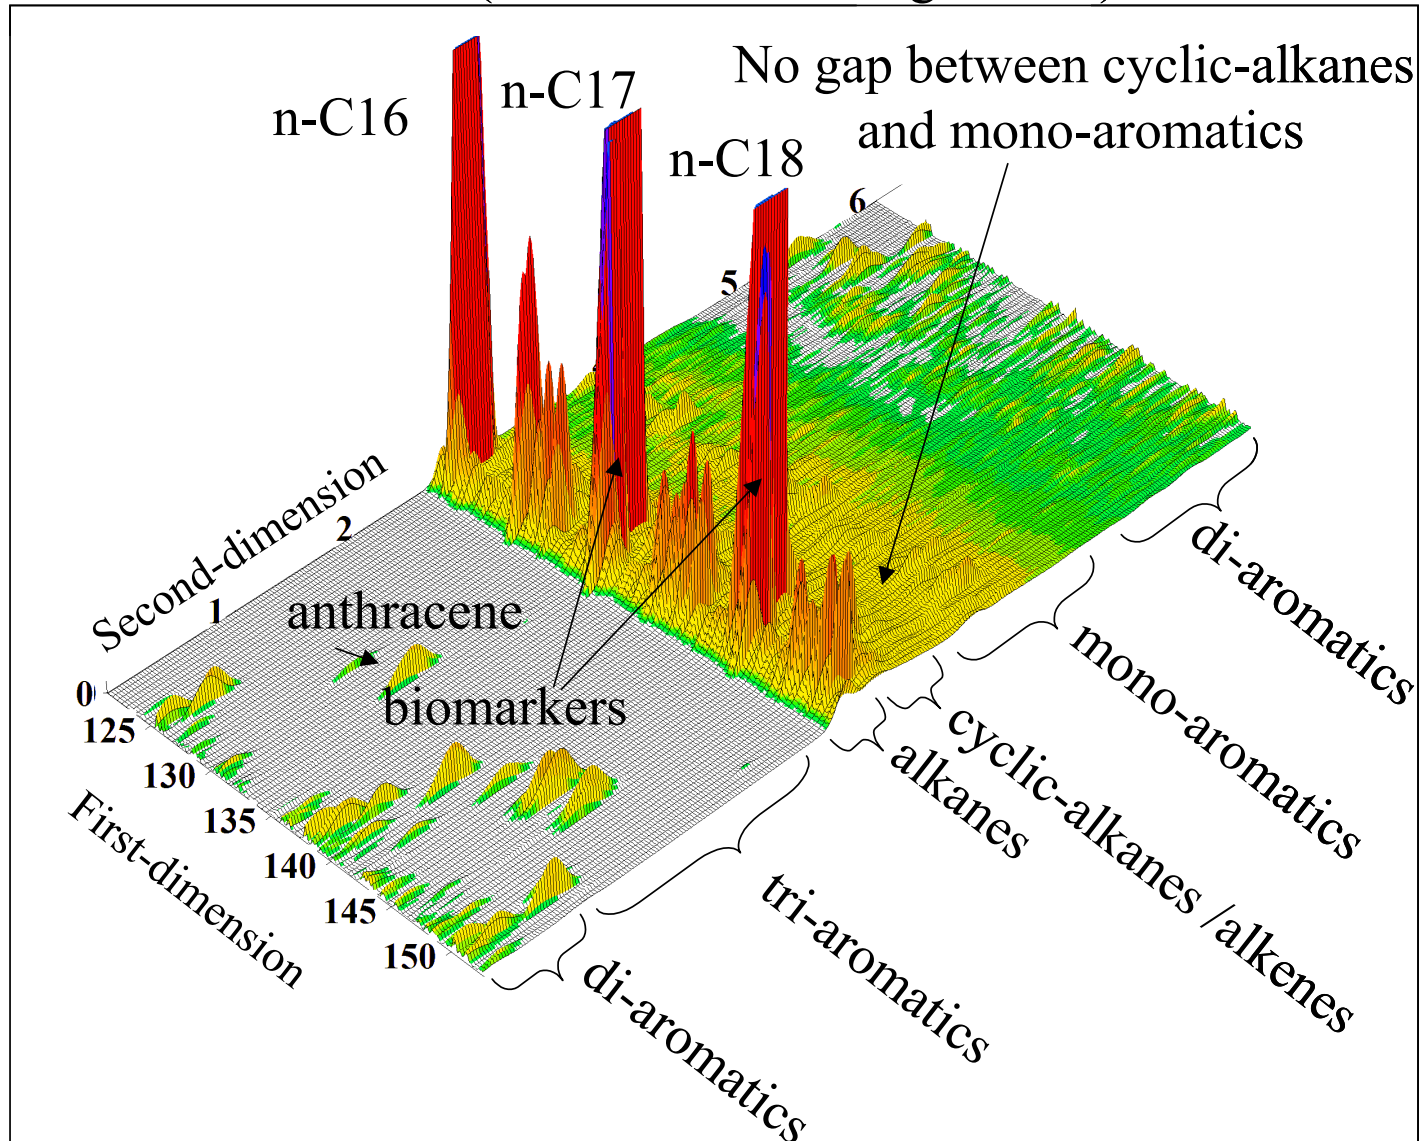 No gap between cyclic-alkanes
and mono-aromatics
n-C16
n-C17
n-C18
6
5
2
1
0
Second-dimension
anthracene
biomarkers
125
130
135
140
145
150
First-dimension
di-aromatics
mono-aromatics
cyclic-alkanes /alkenes
alkanes
tri-aromatics
di-aromatics